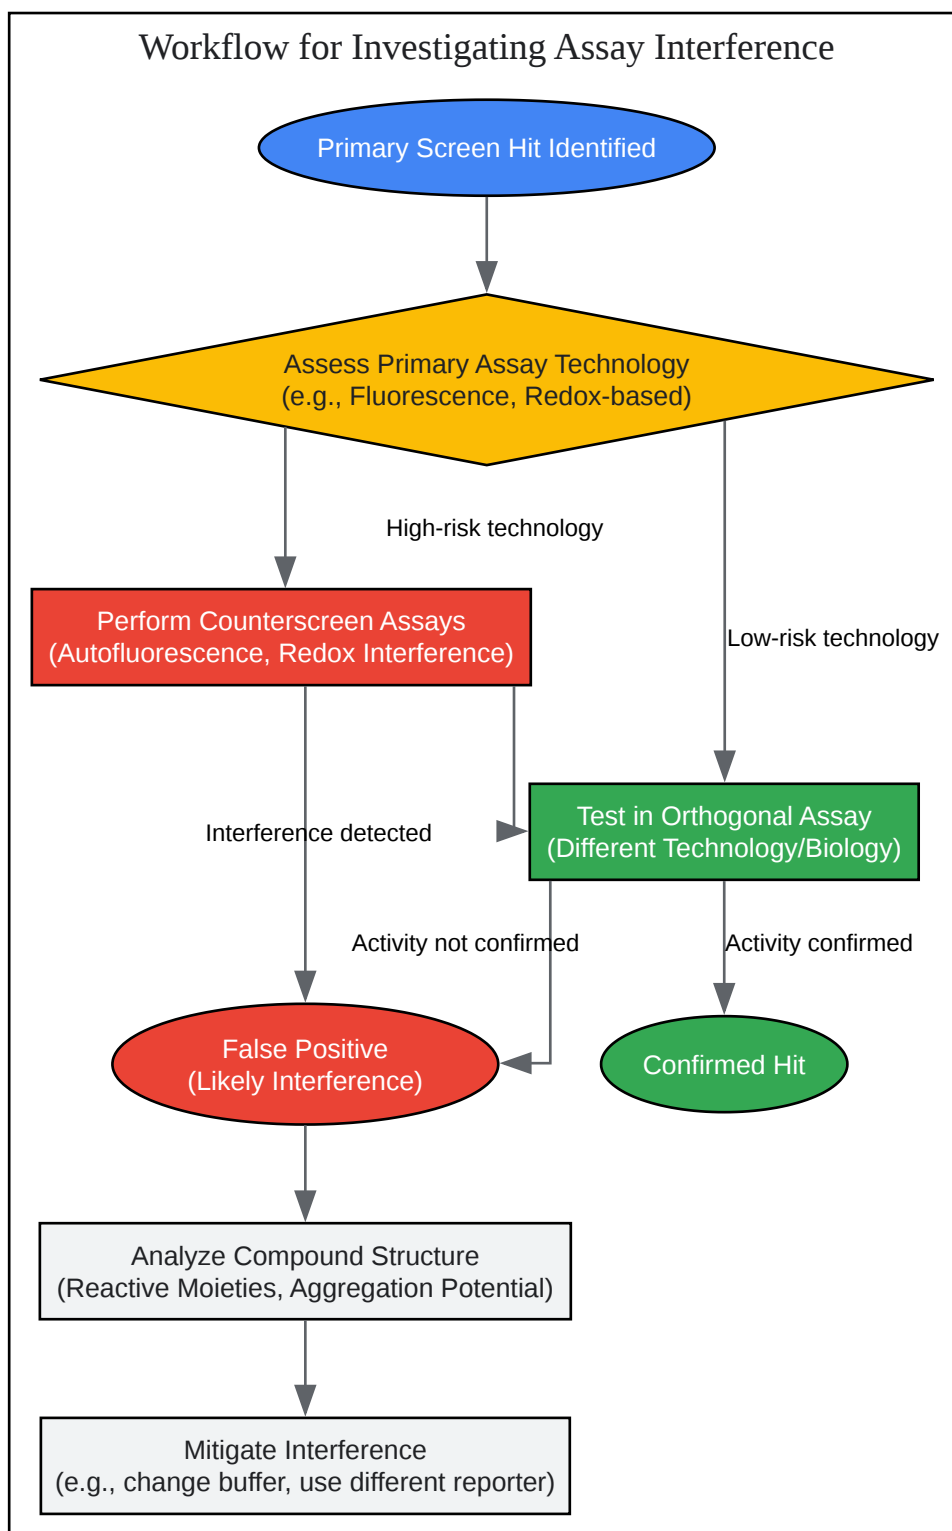 Workflow for Investigating Assay Interference
Primary Screen Hit Identified
Assess Primary Assay Technology
(e.g., Fluorescence, Redox-based)
High-risk technology
Perform Counterscreen Assays
(Autofluorescence, Redox Interference)
Low-risk technology
Test in Orthogonal Assay
(Different Technology/Biology)
Interference detected
Activity not confirmed
Activity confirmed
False Positive
(Likely Interference)
Confirmed Hit
Analyze Compound Structure
(Reactive Moieties, Aggregation Potential)
Mitigate Interference
(e.g., change buffer, use different reporter)